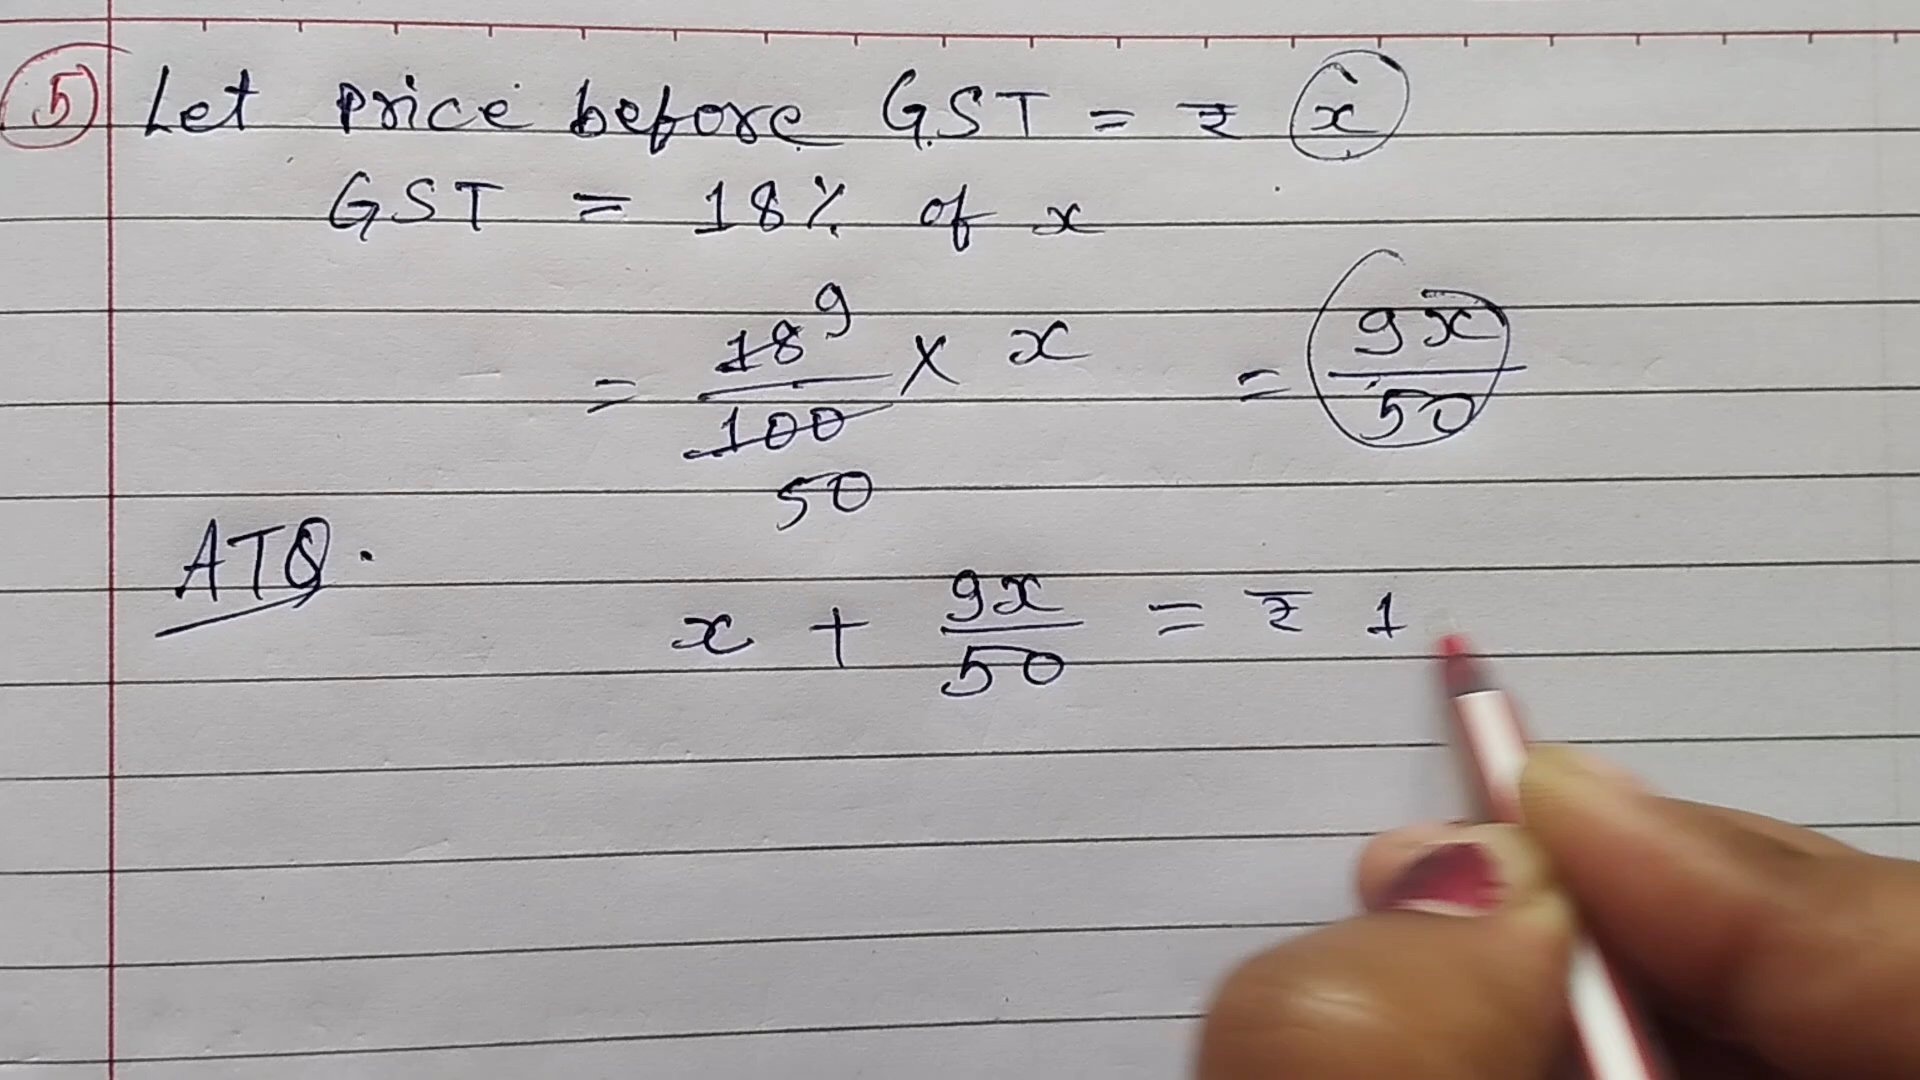 5 Let Price before GST = ₹ x
GST = 18% of x
= 18/100 × x = 9x/50
9
50
ATQ.
x + 9x/50 = ₹ 1